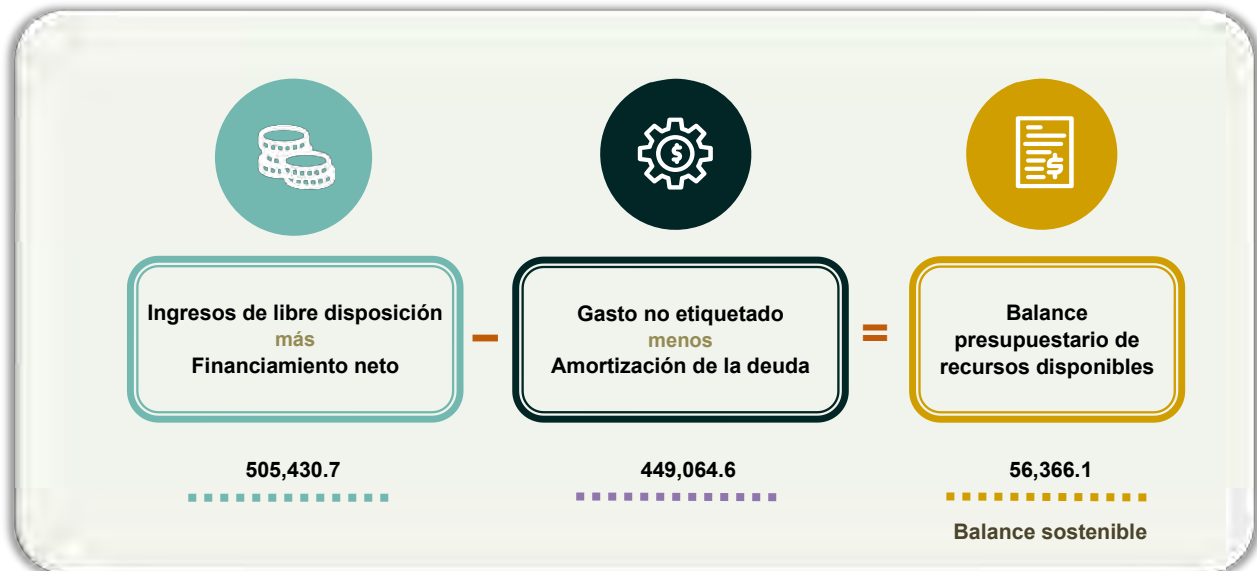 Ingresos de libre disposición
más
Financiamiento neto
–
Gasto no etiquetado
menos
Amortización de la deuda
=
Balance
presupuestario de
recursos disponibles
505,430.7
449,064.6
56,366.1
Balance sostenible